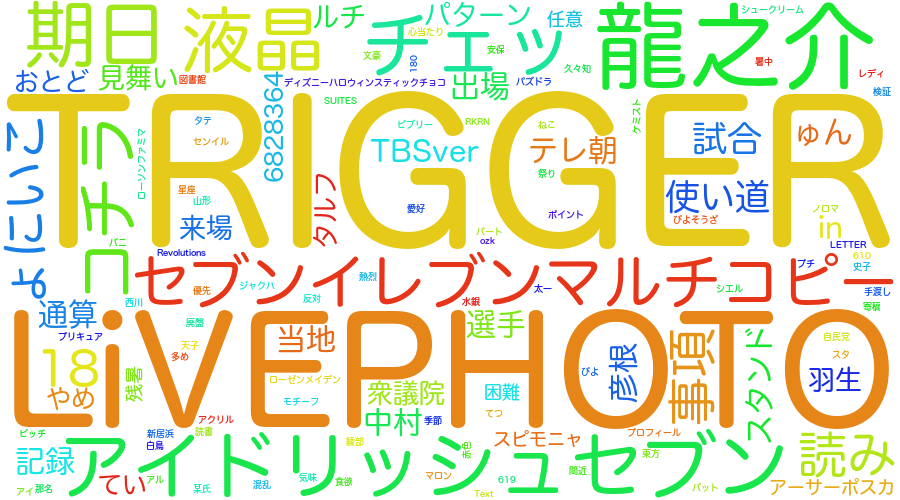 期日
液晶
ルチ
チェッ
パターン
心当たり
任意
龍之介
シュークリーム
おとど
見舞い
図書館
文豪
180
安保
久々知
暑中
レディ
ディズニーハロウィンスティックチョコ
出場
パズドラ
検証
TRIGGER
よにいこ
コチラ
ローソンファミマ
タテ
センイル
6828364
SUITES
ビブリー
RKRN
ねこ
ケミスト
TBSver
テレ朝
試合
ゅん
祭り
星座
山形
タルフ
愛好
ポイント
使い道
ぴよそうざ
ノロマ
in
来場
バニ
Revolutions
パート
ozk
LETTER
610
史子
セブンイレブンマルチコピー
優先
ジャクハ
熱烈
反対
水銀
太一
シエル
プチ
手渡し
寄稿
西川
通算
プリキュア
廃盤
天子
多め
LiVEPHOTO
当地
選手
彦根
事項
スタンド
自民党
スタ
羽生
18
やめ
残暑
ローゼンメイデン
モチーフ
衆議院
困難
ぴよ
中村
季節
てつ
アクリル
読書
ピッチ
新居浜
白鳥
綾部
赤色
スピモニャ
プロフィール
東方
間近
読み
記録
アイドリッシュセブン
アイ
那名
てい
アル
某氏
混乱
気味
食欲
マロン
619
Text
バット
アーサーポスカ